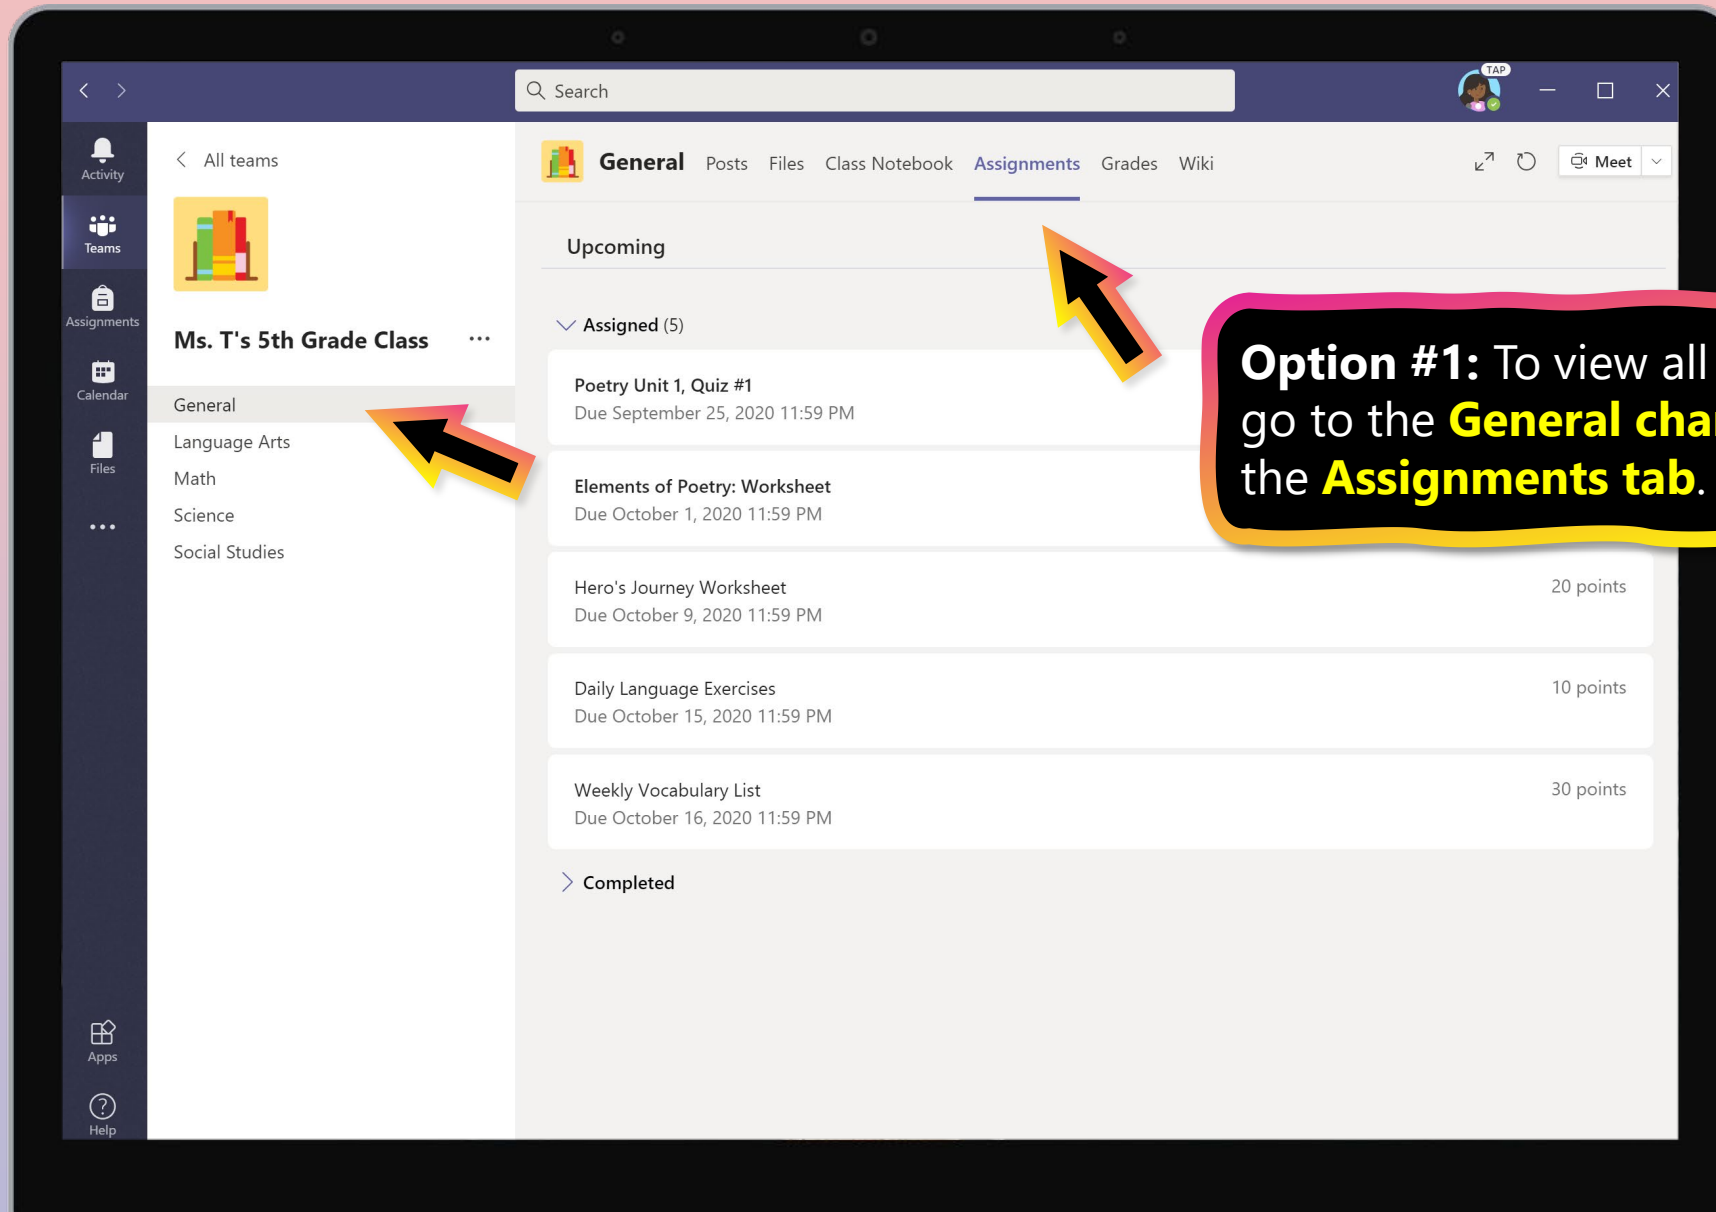 Search
TAP
Activity
Teams
Assignments
Calendar
Files
Apps
Help
All teams
Ms. T's 5th Grade Class
General
Language Arts
Math
Science
Social Studies
General Posts Files Class Notebook Assignments Grades Wiki
Meet
Upcoming
Assigned (5)
Poetry Unit 1, Quiz #1
Due September 25, 2020 11:59 PM
Elements of Poetry: Worksheet
Due October 1, 2020 11:59 PM
Hero's Journey Worksheet
20 points
Due October 9, 2020 11:59 PM
Daily Language Exercises
10 points
Due October 15, 2020 11:59 PM
Weekly Vocabulary List
30 points
Due October 16, 2020 11:59 PM
Completed
Option #1: To view all
go to the General
the Assignments tab.